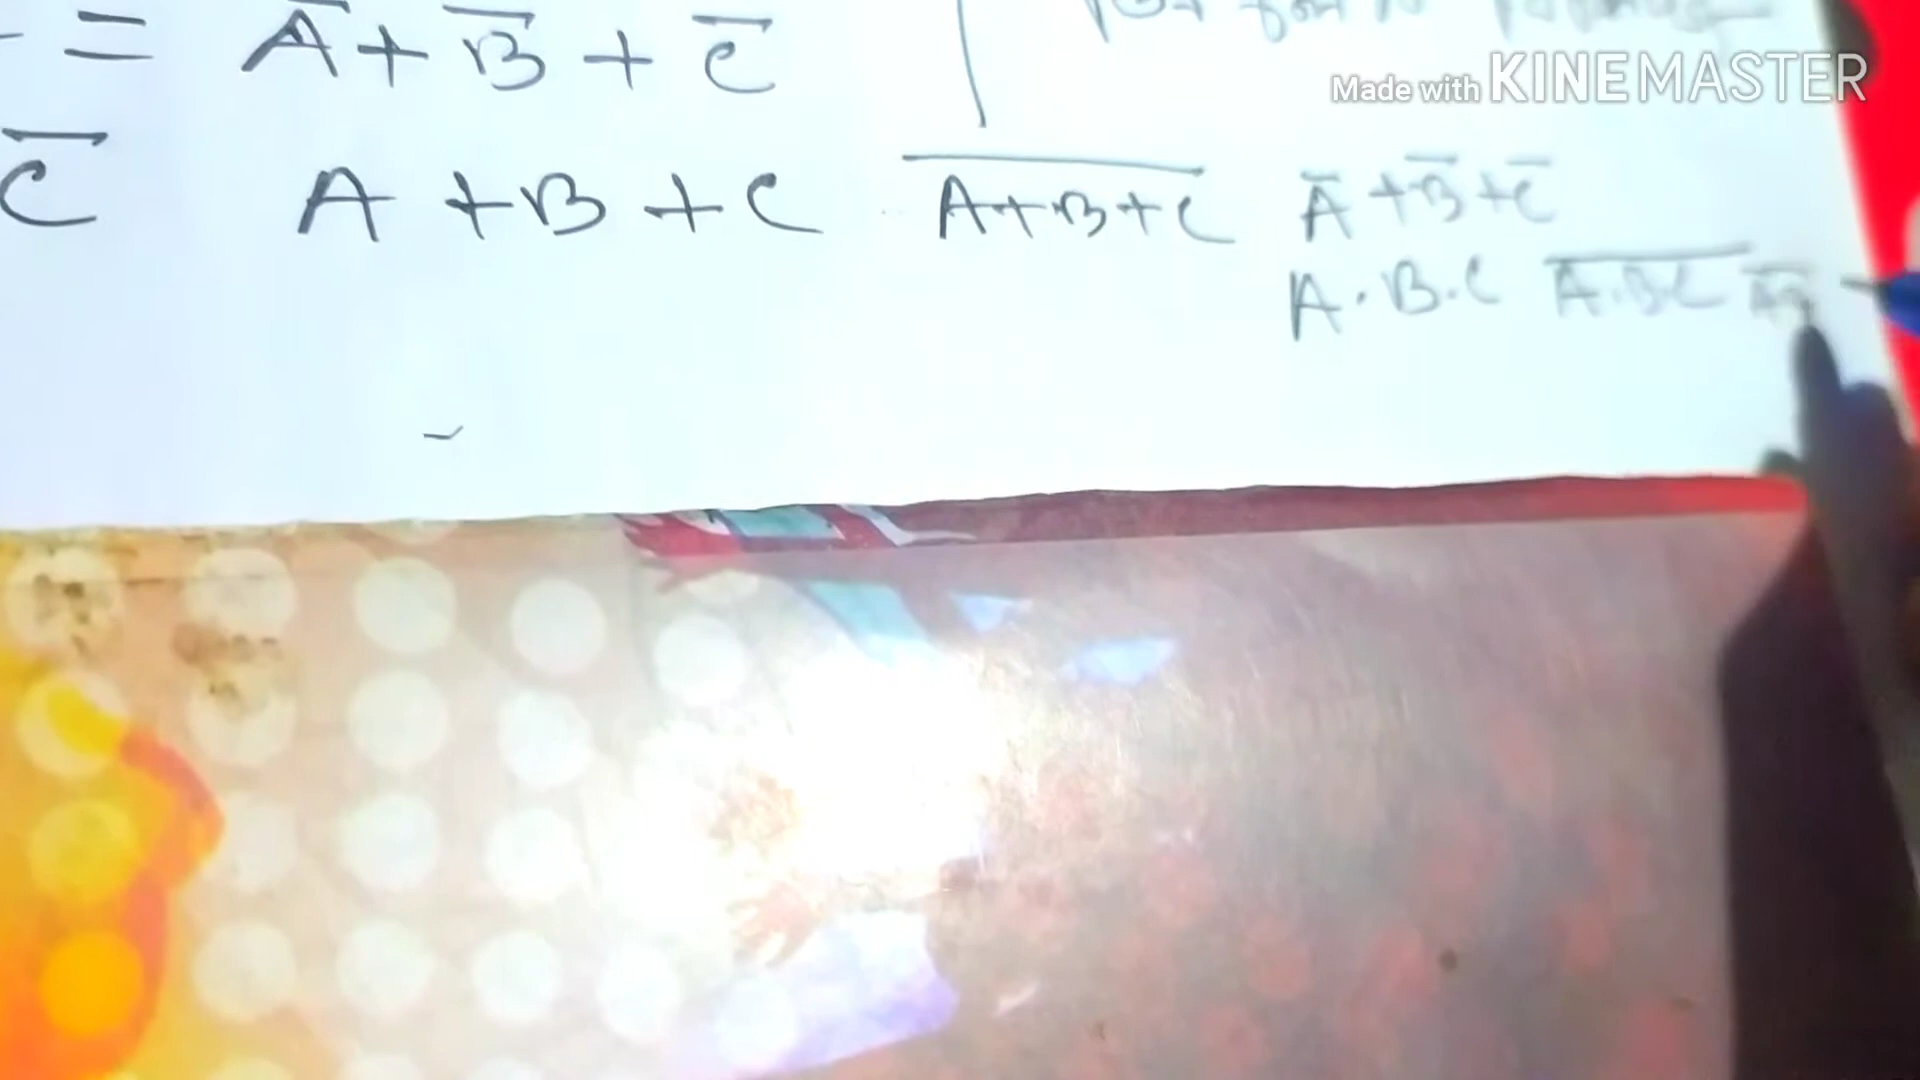 = A̅ + B̅ + C̅
Made with KINEMASTER
C̅ A + B + C A̅+̅B̅+̅C̅ A̅ + B̅ + C̅
A . B . C A̅.̅B̅.̅C̅